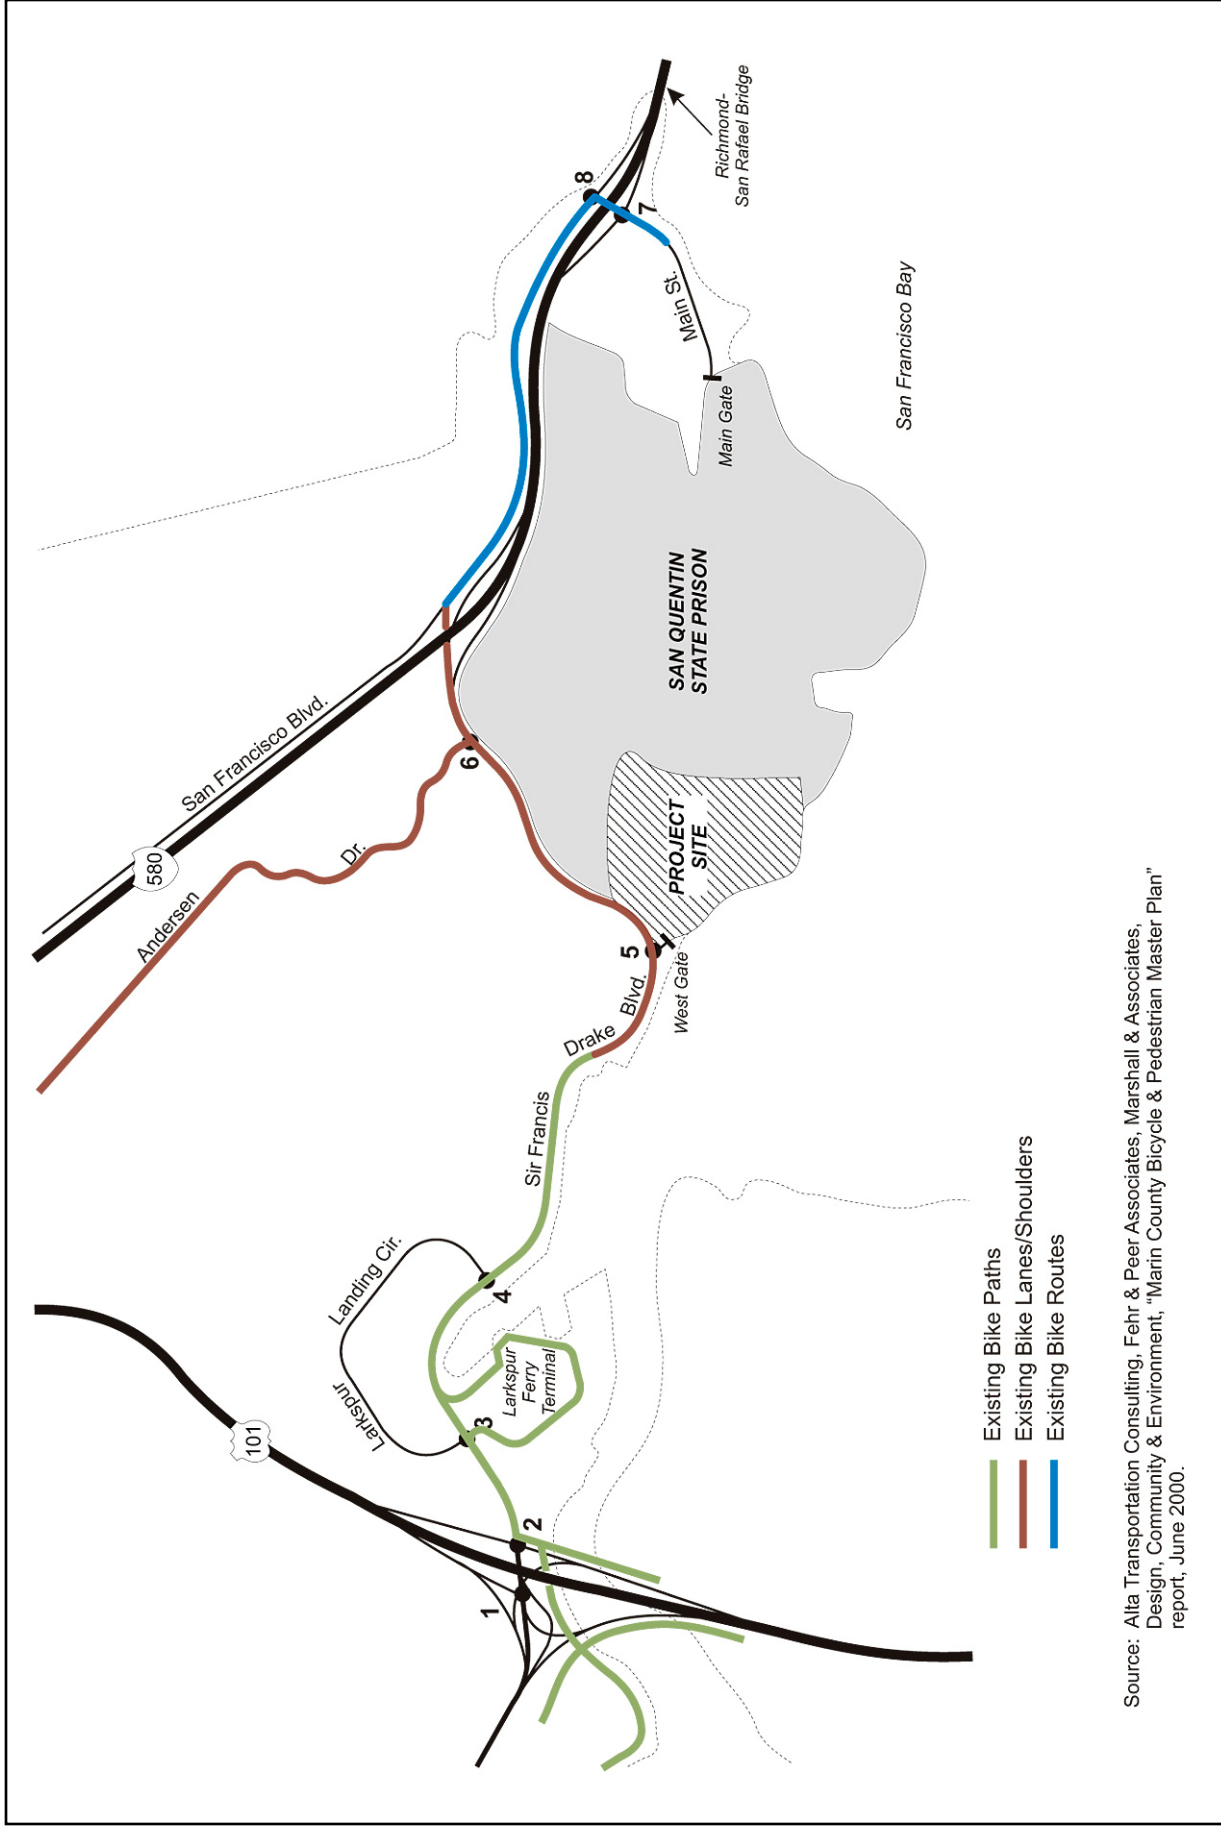 101
580
San Francisco Blvd.
Andersen
Dr.
Larkspur
Landing Cir.
Sir Francis
Drake
Blvd.
Larkspur
Ferry
Terminal
1
2
3
4
5
6
7
8
West Gate
PROJECT
SITE
SAN QUENTIN
STATE PRISON
Main Gate
Main St.
Richmond-
San Rafael Bridge
San Francisco Bay
Existing Bike Paths
Existing Bike Lanes/Shoulders
Existing Bike Routes
Source: Alta Transportation Consulting, Fehr & Peer Associates, Marshall & Associates,
Design, Community & Environment, “Marin County Bicycle & Pedestrian Master Plan”
report, June 2000.